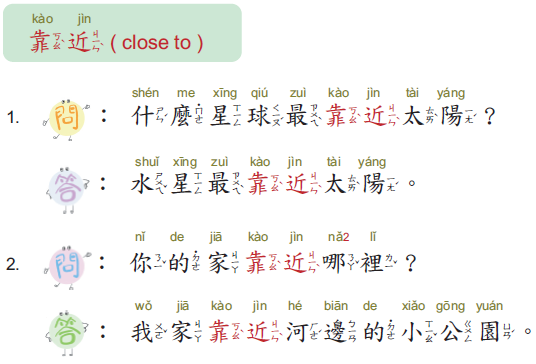 kào jìn
靠ㄎㄠˋ近ㄐㄧㄣˋ ( close to )
shén me xīng qiú zuì kào jìn tài yáng
1. 問：什ㄕㄣˊ麼˙ㄇㄜ星ㄒㄧㄥ球ㄑㄧㄡˊ最ㄗㄨㄟˋ靠ㄎㄠˋ近ㄐㄧㄣˋ太ㄊㄞˋ陽ㄧㄤˊ？
shuǐ xīng zuì kào jìn tài yáng
答：水ㄕㄨㄟˇ星ㄒㄧㄥ最ㄗㄨㄟˋ靠ㄎㄠˋ近ㄐㄧㄣˋ太ㄊㄞˋ陽ㄧㄤˊ。
nǐ de jiā kào jìn nǎ2 lǐ
2. 問：你ㄋㄧˇ的˙ㄉㄜ家ㄐㄧㄚ靠ㄎㄠˋ近ㄐㄧㄣˋ哪ㄋㄚˇ裡ㄌㄧˇ？
wǒ jiā kào jìn hé biān de xiǎo gōng yuán
答：我ㄨㄛˇ家ㄐㄧㄚ靠ㄎㄠˋ近ㄐㄧㄣˋ河ㄏㄜˊ邊ㄅㄧㄢ的˙ㄉㄜ小ㄒㄧㄠˇ公ㄍㄨㄥ園ㄩㄢˊ。